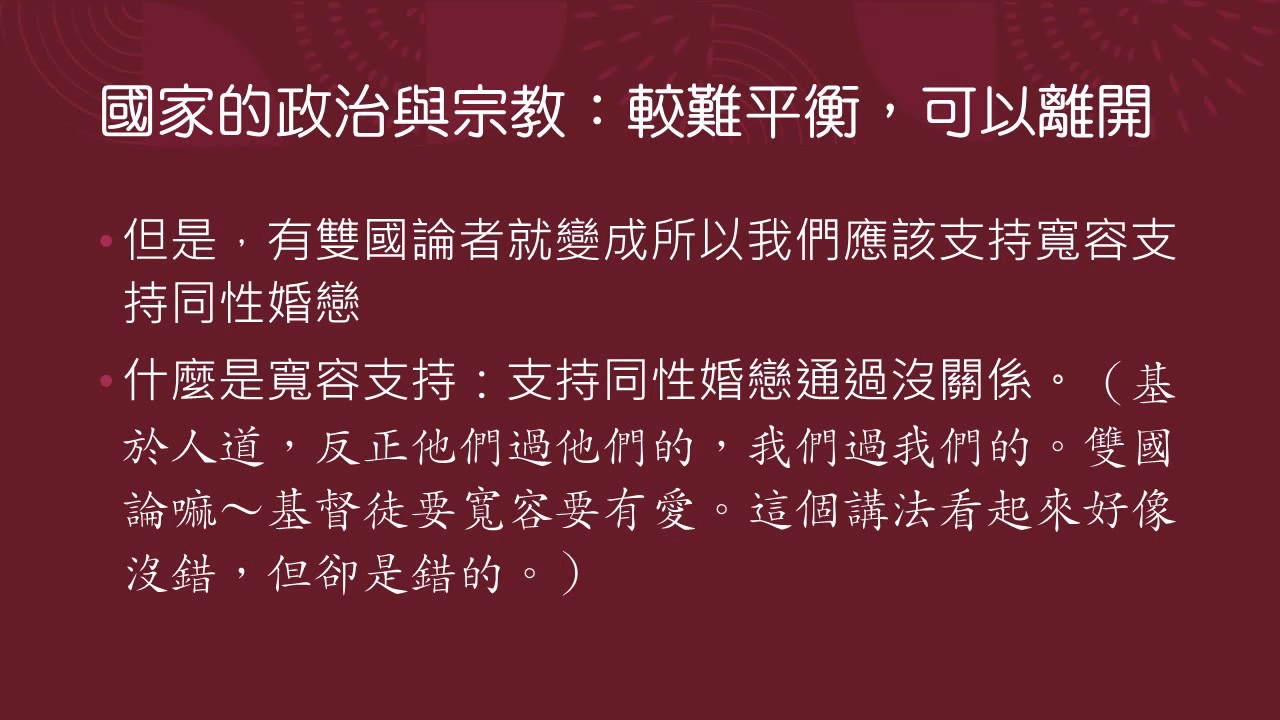 國家的政治與宗教：較難平衡，可以離開
• 但是，有雙國論者就變成所以我們應該支持寬容支
持同性婚戀
• 什麼是寬容支持：支持同性婚戀通過沒關係。（基
於人道，反正他們過他們的，我們過我們的。雙國
論嘛～基督徒要寬容要有愛。這個講法看起來好像
沒錯，但卻是錯的。）